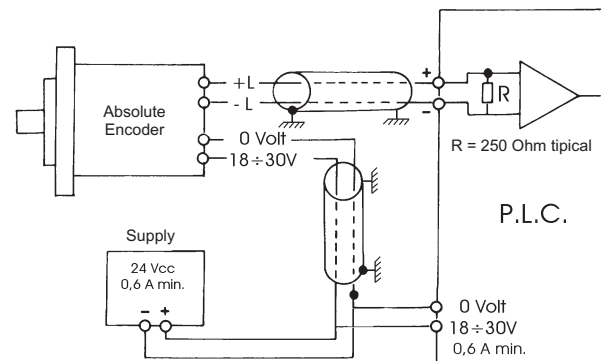 +L
- L
0 Volt
18÷30V
Absolute
Encoder
+
-
R
R = 250 Ohm tipical
P.L.C.
Supply
24 Vcc
0,6 A min.
- +
0 Volt
18÷30V
0,6 A min.